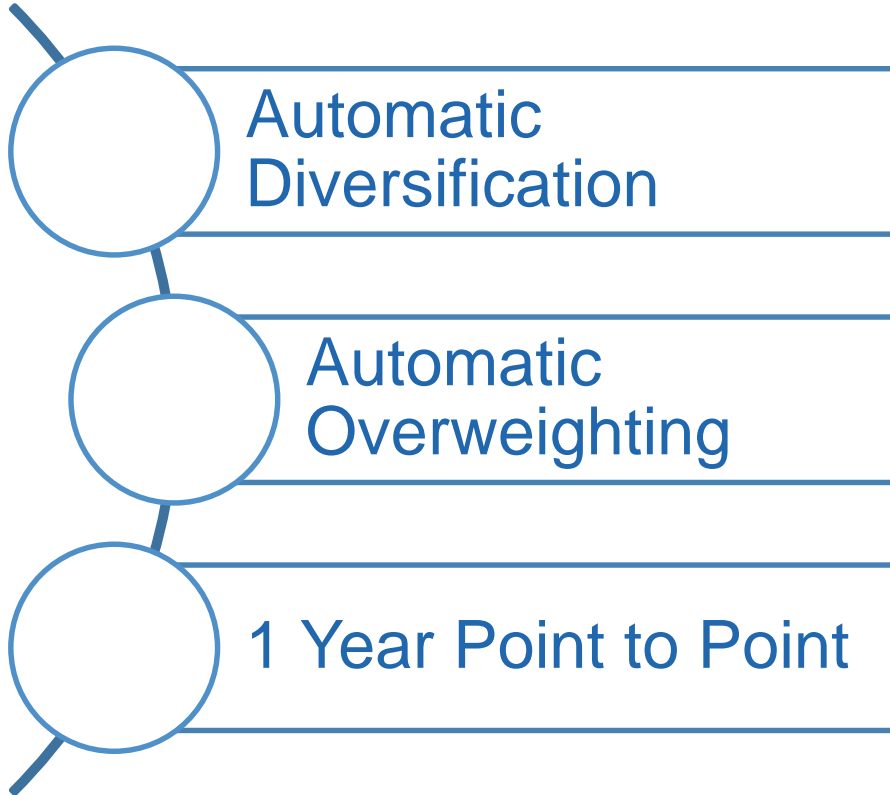 Automatic
Diversification
Automatic
Overweighting
1 Year Point to Point